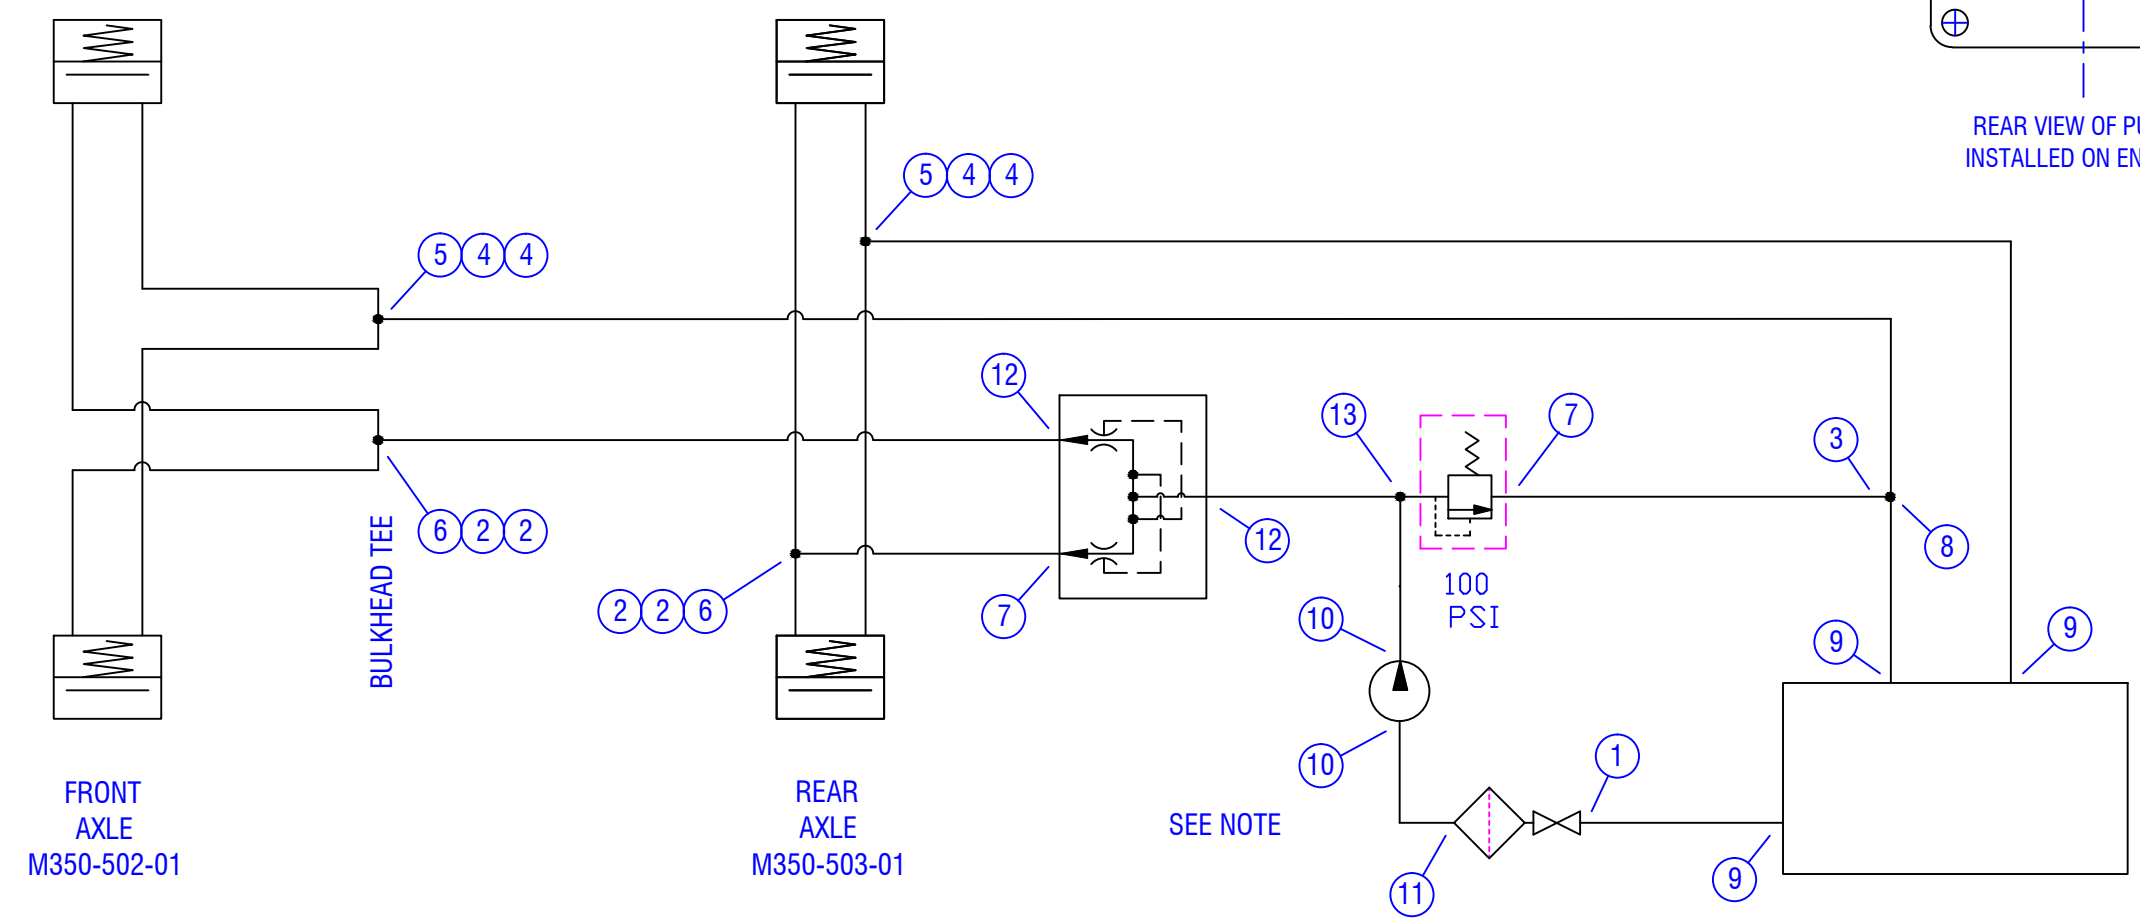 REAR VIEW OF PU
INSTALLED ON EN
5 4 4
5 4 4
12
13
7
3
6 2 2
12
8
BULKHEAD TEE
2 2 6
7
100
PSI
10
9
9
10
1
FRONT
AXLE
M350-502-01
REAR
AXLE
M350-503-01
SEE NOTE
11
9